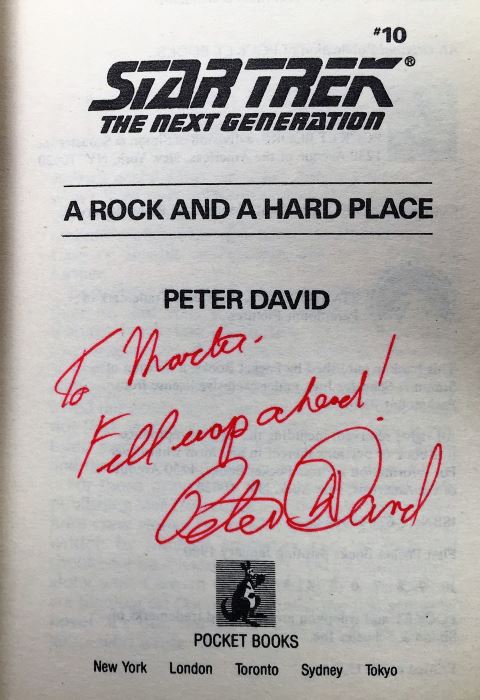 #10
STAR TREK®
THE NEXT GENERATION
A ROCK AND A HARD PLACE
PETER DAVID
To
Full warp ahead!
Peter David
POCKET BOOKS
New York London Toronto Sydney Tokyo